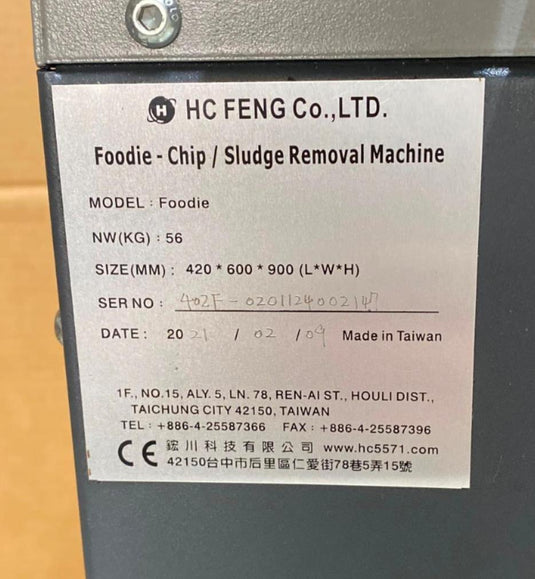 HC FENG Co.,LTD.
Foodie - Chip / Sludge Removal Machine
MODEL : Foodie
NW(KG) : 56
SIZE(MM) : 420 * 600 * 900 (L*W*H)
SER NO : 402F-0201124002147
DATE : 2021 / 02 / 09 Made in Taiwan
1F., NO.15, ALY. 5, LN. 78, REN-AI ST., HOULI DIST.,
TAICHUNG CITY 42150, TAIWAN
TEL : +886-4-25587366 FAX : +886-4-25587396
CE 鋐川科技有限公司 www.hc5571.com
42150台中市后里區仁愛街78巷5弄15號